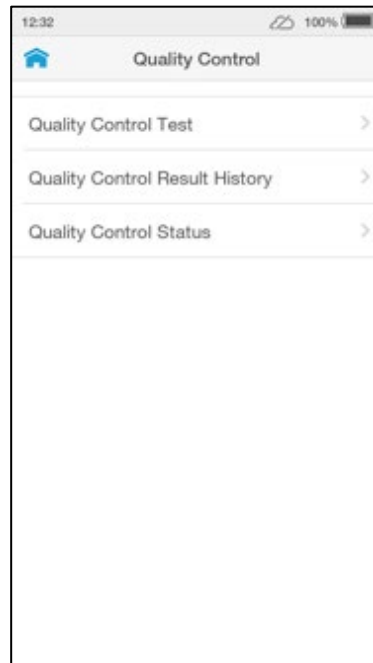 12:32 100%
Quality Control
Quality Control Test
Quality Control Result History
Quality Control Status